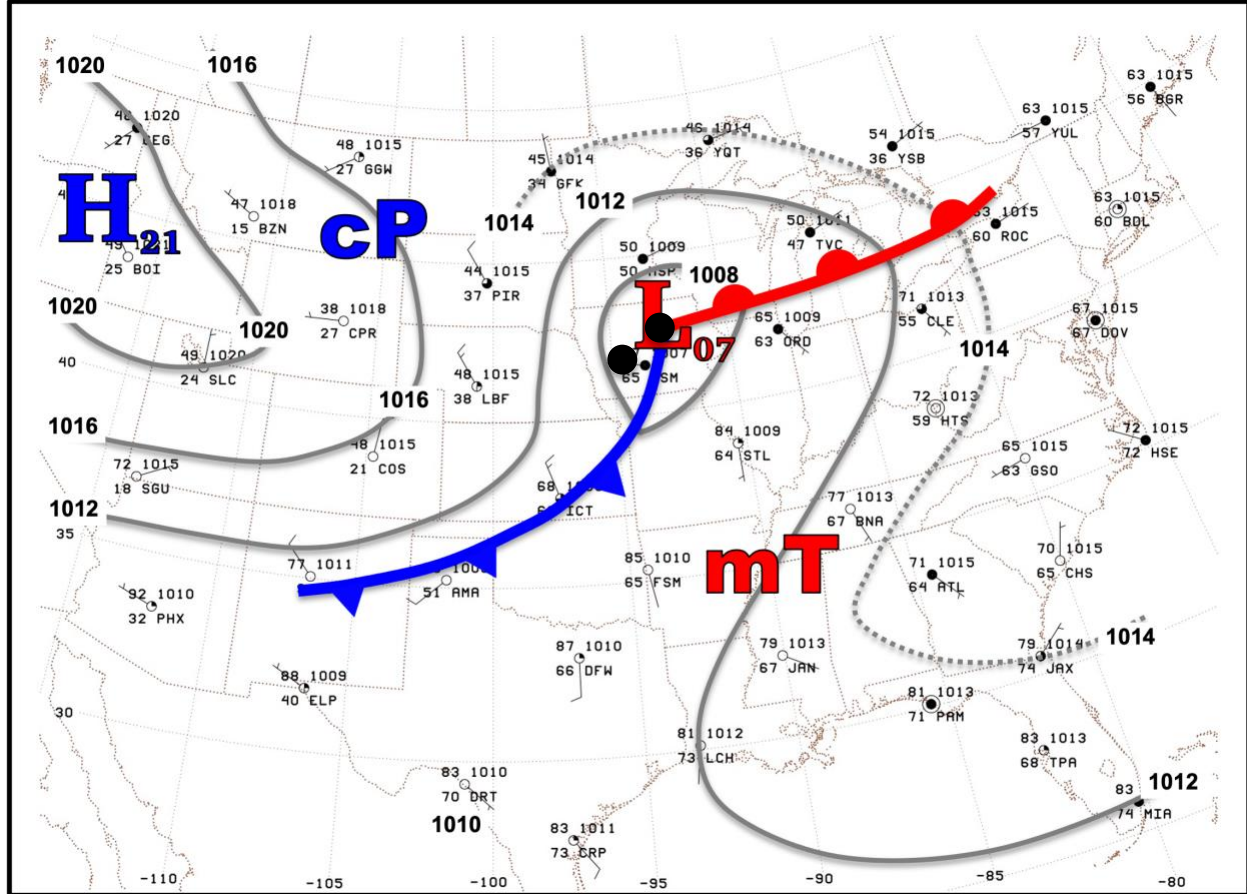 1020
1016
1020
27
63 1015
56 BGR
63 1015
57 YUL
54 1015
36 YSB
46 1014
36 YQT
48 1015
27 GGW
45 1014
34 GFK
H
21
47 1018
15 BZN
cP
1014
1012
63 1015
60 BDL
1015
60 ROC
50
47 TVC
25 BOI
50 1009
50
1008
44 1015
37 PIR
1020
1020
38 1018
27 CPR
L
07
65 1009
63 ORD
71 1013
55 CLE
67 1015
67 DOV
40
49 1020
24 SLC
1014
65
48 1015
38 LBF
1016
72 1013
59 HTS
1016
72 1015
72 HSE
84 1009
64 STL
65 1015
63 GSO
1015
21 COS
72 1015
18 SGU
68
ICT
77 1013
67 BNA
1012
35
77 1011
51 AMA
85 1010
65 FSM
mT
71 1015
64 ATL
70 1015
65 CHS
92 1010
32 PHX
87 1010
66 DFW
79 1013
67 JAN
79 1014
74 JAX
1014
88 1009
40 ELP
81 1013
71 PAM
30
81 1012
73 LCH
83 1013
68 TPA
83 1010
70 DRT
1010
1012
83
74 MIA
83 1011
73 CRP
-110
-105
-100
-95
-90
-85
-80